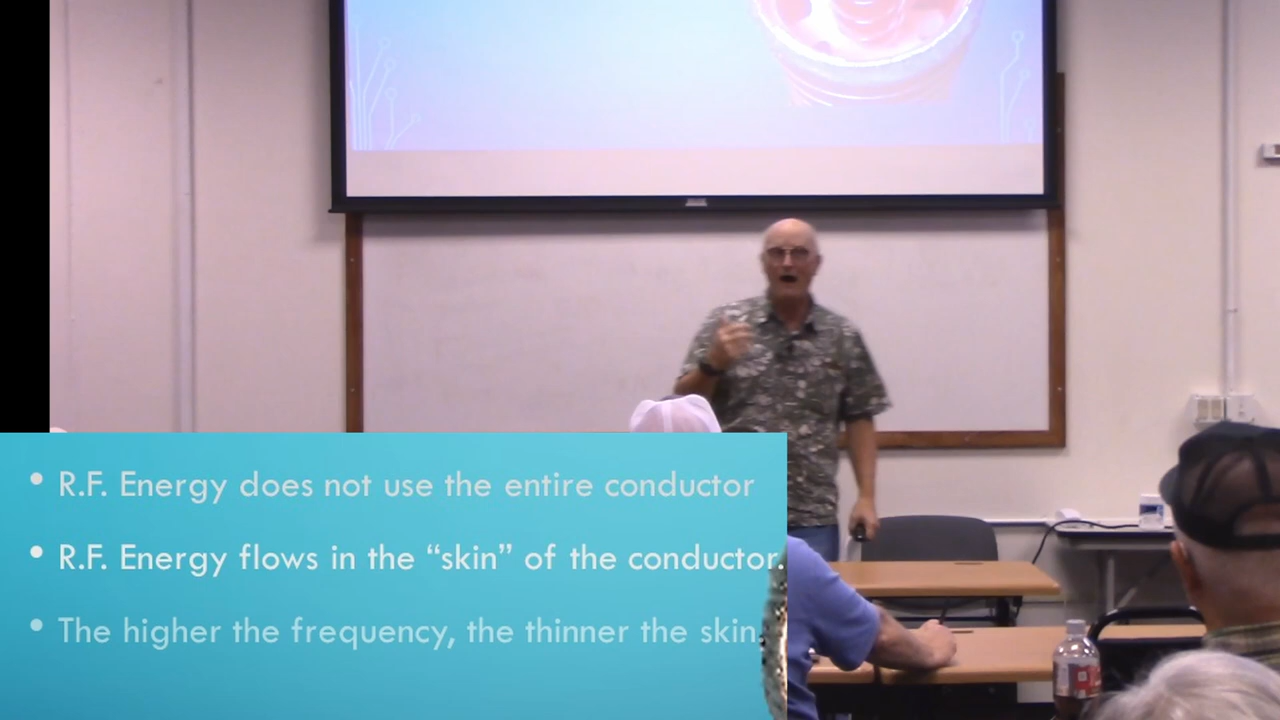 • R.F. Energy does not use the entire conductor
• R.F. Energy flows in the “skin” of the conductor.
• The higher the frequency, the thinner the skin.